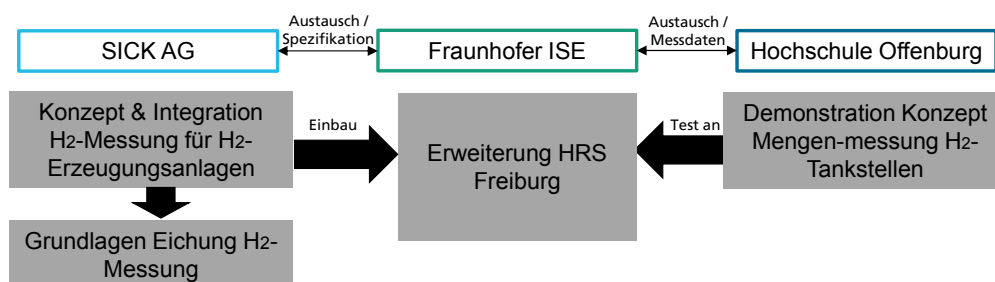 Austausch /
Spezifikation
Austausch /
Messdaten
SICK AG
Fraunhofer ISE
Hochschule Offenburg
Konzept & Integration
H2-Messung für H2-
Erzeugungsanlagen
Einbau
Erweiterung HRS
Freiburg
Test an
Demonstration Konzept
Mengen-messung H2-
Tankstellen
Grundlagen Eichung H2-
Messung